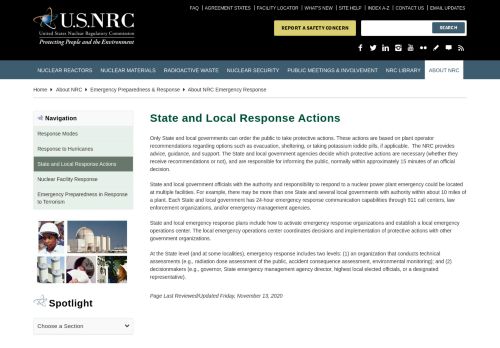 FAQ | AGREEMENT STATES | FACILITY LOCATOR | WHAT'S NEW | SITE HELP | INDEX A-Z | CONTACT US | EMAIL UPDATES
U.S.NRC
United States Nuclear Regulatory Commission
Protecting People and the Environment
REPORT A SAFETY CONCERN
SEARCH
NUCLEAR REACTORS NUCLEAR MATERIALS RADIOACTIVE WASTE NUCLEAR SECURITY PUBLIC MEETINGS & INVOLVEMENT NRC LIBRARY ABOUT NRC
Home About NRC Emergency Preparedness & Response About NRC Emergency Response
Navigation
Response Modes
Response to Hurricanes
State and Local Response Actions
Nuclear Facility Response
Emergency Preparedness in Response
to Terrorism
Spotlight
Choose a Section
State and Local Response Actions
Only State and local governments can order the public to take protective actions. These actions are based on plant operator
recommendations regarding options such as evacuation, sheltering, or taking potassium iodide pills, if applicable. The NRC provides
advice, guidance, and support. The State and local government agencies decide which protective actions are necessary (whether they
receive recommendations or not), and are responsible for informing the public, normally within approximately 15 minutes of an official
decision.
State and local government officials with the authority and responsibility to respond to a nuclear power plant emergency could be
located at multiple facilities. For example, there may be more than one State and several local governments with authority within about 10 miles of
a plant. Each State and local government has 24-hour emergency response communication capabilities through 911 call centers, law
enforcement organizations, and/or emergency management agencies.
State and local emergency response plans include how to activate emergency response organizations and establish a local emergency
operations center. The local emergency operations center coordinates decisions and implementation of protective actions with other
government organizations.
At the State level (and at some localities), emergency response includes two levels: (1) an organization that conducts technical
assessments (e.g., radiation dose assessment of the public, accident consequence assessment, environmental monitoring); and (2)
decisionmakers (e.g., governor, State emergency management agency director, highest local elected officials, or a designated
representative).
Page Last Reviewed/Updated Friday, November 13, 2020